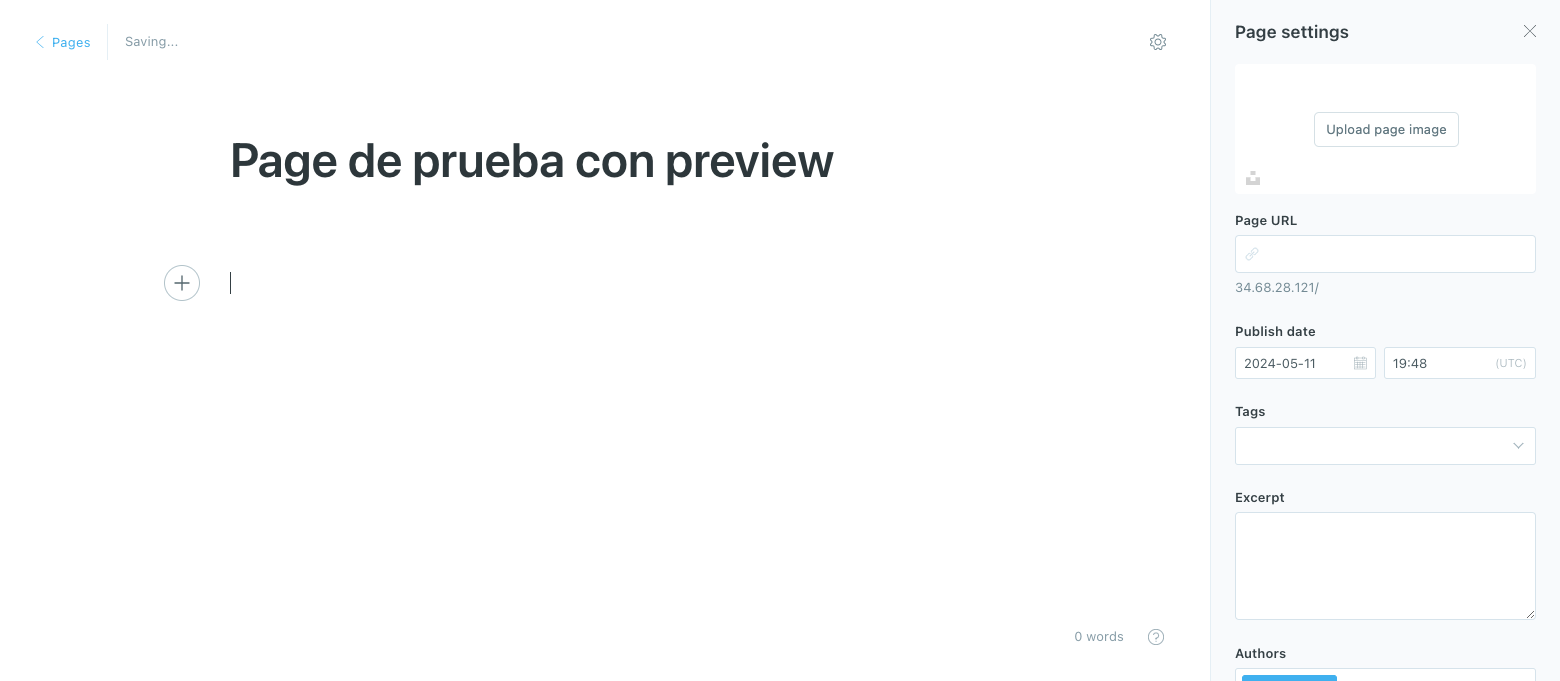 Pages
Saving...
Page de prueba con preview
0 words
Page settings
Upload page image
Page URL
34.68.28.121/
Publish date
2024-05-11
19:48 (UTC)
Tags
Excerpt
Authors